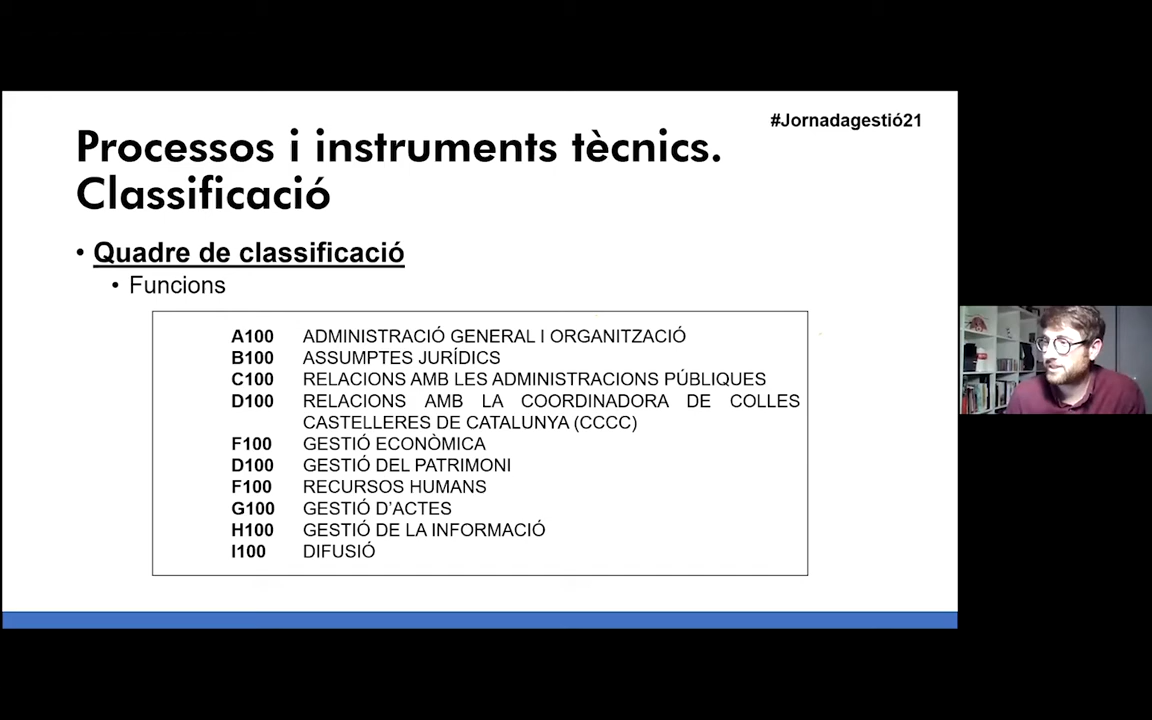 #Jornadagestió21
Processos i instruments tècnics.
Classificació
• Quadre de classificació
• Funcions
A100 ADMINISTRACIÓ GENERAL I ORGANITZACIÓ
B100 ASSUMPTES JURÍDICS
C100 RELACIONS AMB LES ADMINISTRACIONS PÚBLIQUES
D100 RELACIONS AMB LA COORDINADORA DE COLLES
CASTELLERES DE CATALUNYA (CCCC)
F100 GESTIÓ ECONÒMICA
D100 GESTIÓ DEL PATRIMONI
F100 RECURSOS HUMANS
G100 GESTIÓ D'ACTES
H100 GESTIÓ DE LA INFORMACIÓ
I100 DIFUSIÓ